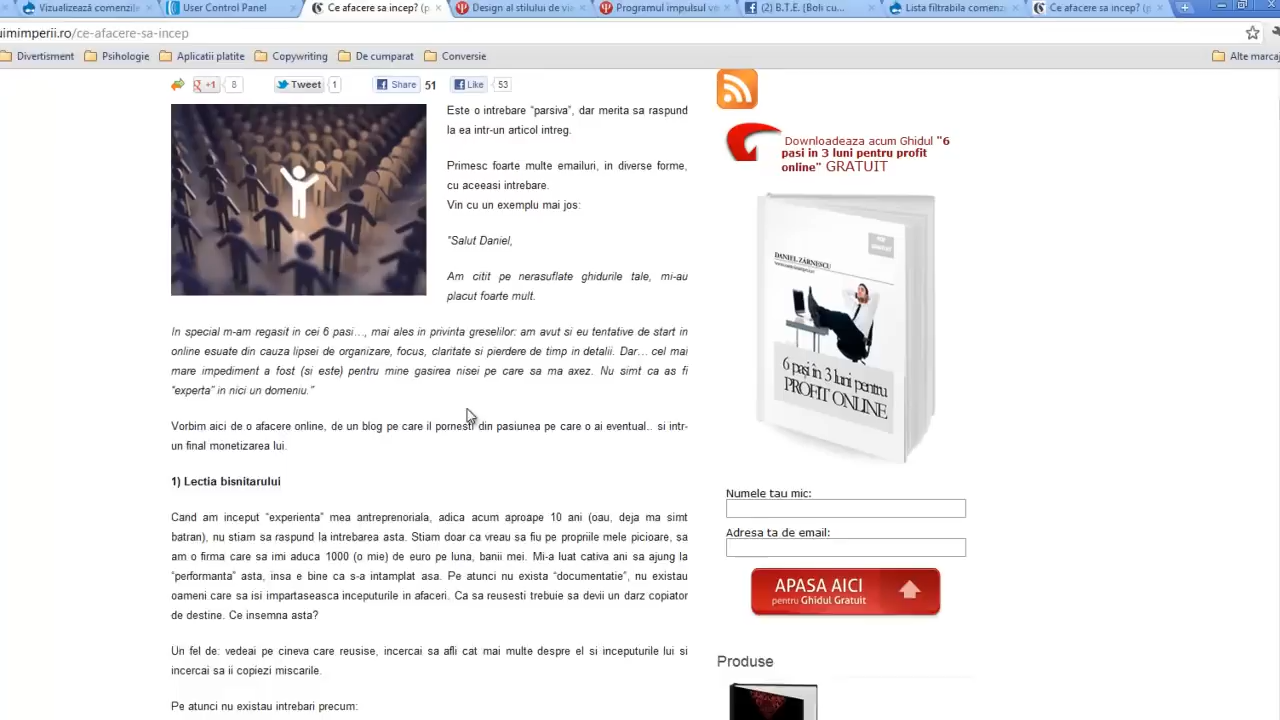 Vizualizează comenzile
User Control Panel
Ce afacere sa incep? (p
Design al stilului de vie
Programul impulsul vr
(2) B.T.E. (Boli cu...
Lista filtrabila comenz
Ce afacere sa incep? (p
uimimperii.ro/ce-afacere-sa-incep
Divertisment
Psihologie
Aplicatii platite
Copywriting
De cumparat
Conversie
Alte marcaj
+1 8
Tweet 1
Share 51
Like 53
Este o intrebare “parsiva”, dar merita sa raspund
la ea intr-un articol intreg.
Primesc foarte multe emailuri, in diverse forme,
cu aceeasi intrebare.
Vin cu un exemplu mai jos:
"Salut Daniel,
Am citit pe nerasuflate ghidurile tale, mi-au
placut foarte mult.
In special m-am regasit in cei 6 pasi…, mai ales in privinta greselilor: am avut si eu tentative de start in
online esuate din cauza lipsei de organizare, focus, claritate si pierdere de timp in detalii. Dar… cel mai
mare impediment a fost (si este) pentru mine gasirea nisei pe care sa ma axez. Nu simt ca as fi
“experta” in nici un domeniu.”
Vorbim aici de o afacere online, de un blog pe care il pornesti din pasiunea pe care o ai eventual.. si intr-
un final monetizarea lui.
1) Lectia bisnitarului
Cand am inceput “experienta” mea antreprenoriala, adica acum aproape 10 ani (oau, deja ma simt
batran), nu stiam sa raspund la intrebarea asta. Stiam doar ca vreau sa fiu pe propriile mele picioare, sa
am o firma care sa imi aduca 1000 (o mie) de euro pe luna, banii mei. Mi-a luat cativa ani sa ajung la
“performanta” asta, insa e bine ca s-a intamplat asa. Pe atunci nu exista “documentatie”, nu existau
oameni care sa isi impartaseasca inceputurile in afaceri. Ca sa reusesti trebuie sa devii un darz copiator
de destine. Ce insemna asta?
Un fel de: vedeai pe cineva care reusise, incercai sa afli cat mai multe despre el si inceputurile lui si
incercai sa ii copiezi miscarile.
Pe atunci nu existau intrebari precum:
Downloadeaza acum Ghidul "6
pasi in 3 luni pentru profit
online" GRATUIT
DANIEL ZÂRNESCU
6 pași în 3 luni pentru
PROFIT ONLINE
Numele tau mic:
Adresa ta de email:
APASA AICI
pentru Ghidul Gratuit
Produse